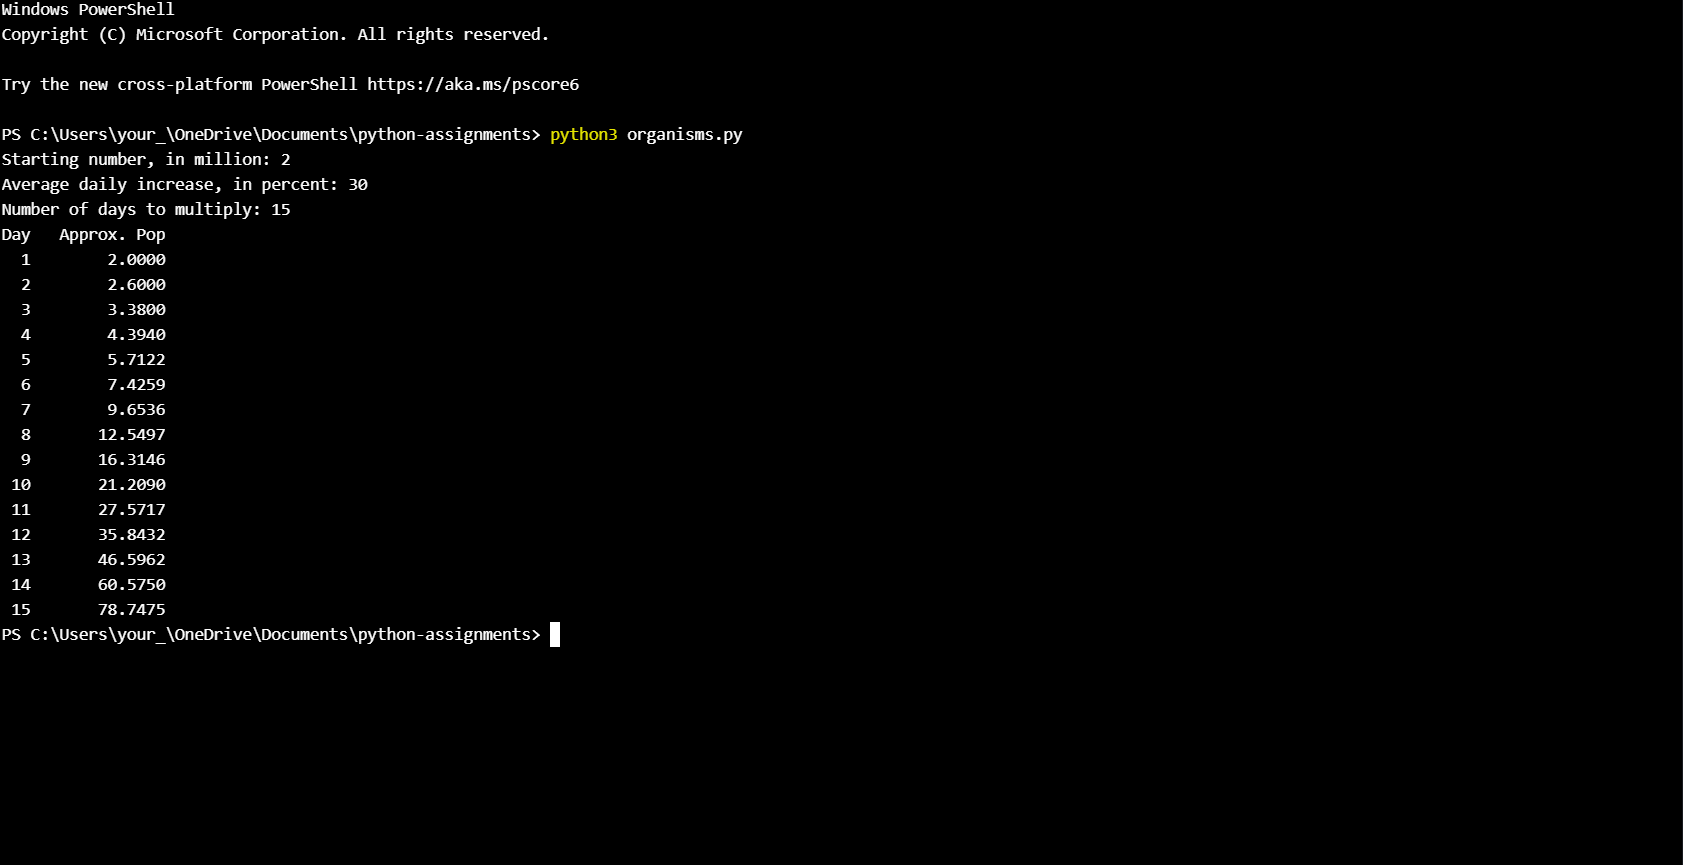 Windows PowerShell
Copyright (C) Microsoft Corporation. All rights reserved.
Try the new cross-platform PowerShell https://aka.ms/pscore6
PS C:\Users\your_\OneDrive\Documents\python-assignments> python3 organisms.py
Starting number, in million: 2
Average daily increase, in percent: 30
Number of days to multiply: 15
Day   Approx. Pop
  1        2.0000
  2        2.6000
  3        3.3800
  4        4.3940
  5        5.7122
  6        7.4259
  7        9.6536
  8       12.5497
  9       16.3146
 10       21.2090
 11       27.5717
 12       35.8432
 13       46.5962
 14       60.5750
 15       78.7475
PS C:\Users\your_\OneDrive\Documents\python-assignments>